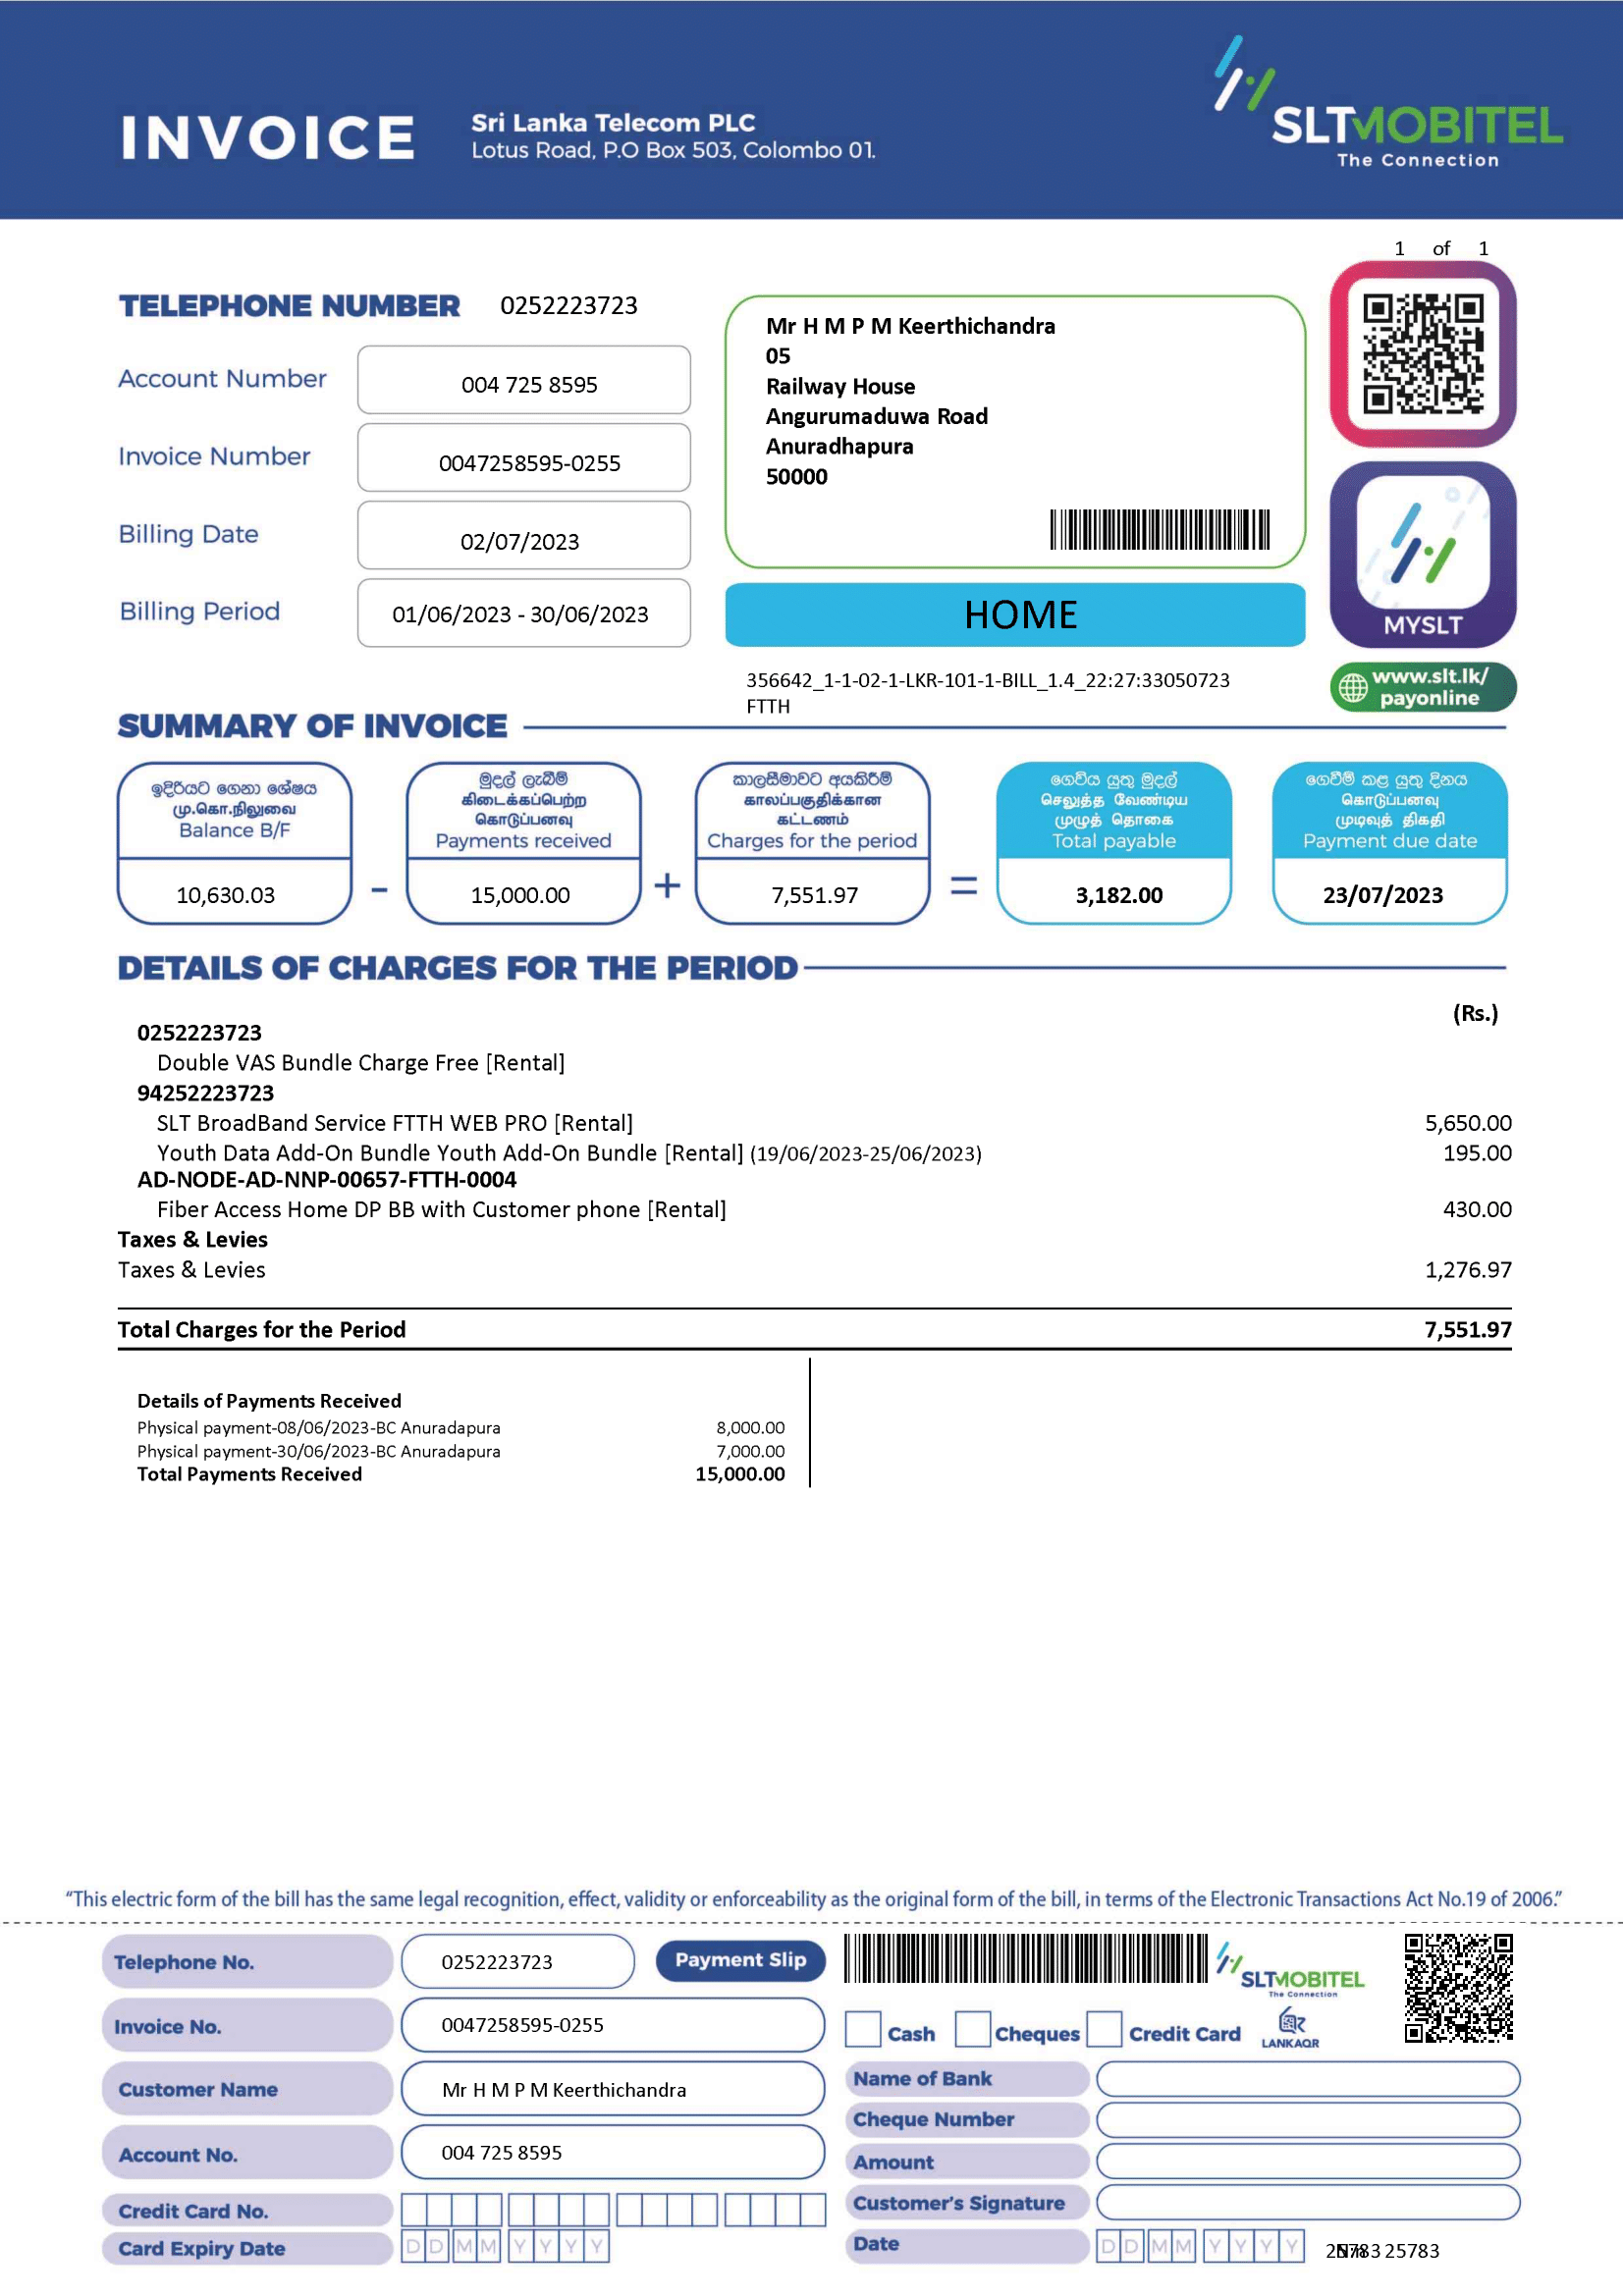 INVOICE
Sri Lanka Telecom PLC
Lotus Road, P.O Box 503, Colombo 01.
SLTMOBITEL
The Connection
1 of 1
TELEPHONE NUMBER 0252223723
Account Number 004 725 8595
Invoice Number 0047258595-0255
Billing Date 02/07/2023
Billing Period 01/06/2023 - 30/06/2023
Mr H M P M Keerthichandra
05
Railway House
Angurumaduwa Road
Anuradhapura
50000
HOME
MYSLT
www.slt.lk/
payonline
356642_1-1-02-1-LKR-101-1-BILL_1.4_22:27:33050723
FTTH
SUMMARY OF INVOICE
ඉදිරියට ගෙනා ශේෂය
மு.கொ.நிலுவை
Balance B/F
10,630.03
-
මුදල් ලැබීම්
கிடைக்கப்பெற்ற
கொடுப்பனவு
Payments received
15,000.00
+
කාලසීමාවට අයකිරීම්
காலப்பகுதிக்கான
கட்டணம்
Charges for the period
7,551.97
=
ගෙවිය යුතු මුදල්
செலுத்த வேண்டிய
முழுத் தொகை
Total payable
3,182.00
ගෙවීම් කළ යුතු දිනය
கொடுப்பனவு
முடிவுத் திகதி
Payment due date
23/07/2023
DETAILS OF CHARGES FOR THE PERIOD
(Rs.)
0252223723
Double VAS Bundle Charge Free [Rental]
94252223723
SLT BroadBand Service FTTH WEB PRO [Rental] 5,650.00
Youth Data Add-On Bundle Youth Add-On Bundle [Rental] (19/06/2023-25/06/2023) 195.00
AD-NODE-AD-NNP-00657-FTTH-0004
Fiber Access Home DP BB with Customer phone [Rental] 430.00
Taxes & Levies
Taxes & Levies 1,276.97
Total Charges for the Period 7,551.97
Details of Payments Received
Physical payment-08/06/2023-BC Anuradapura 8,000.00
Physical payment-30/06/2023-BC Anuradapura 7,000.00
Total Payments Received 15,000.00
“This electric form of the bill has the same legal recognition, effect, validity or enforceability as the original form of the bill, in terms of the Electronic Transactions Act No.19 of 2006.”
Telephone No. 0252223723
Payment Slip
SLTMOBITEL
The Connection
Invoice No. 0047258595-0255
Cash Cheques Credit Card
LANKAQR
Customer Name Mr H M P M Keerthichandra
Account No. 004 725 8595
Credit Card No.
Card Expiry Date D D M M Y Y Y Y
Name of Bank
Cheque Number
Amount
Customer's Signature
Date D D M M Y Y Y Y
25783